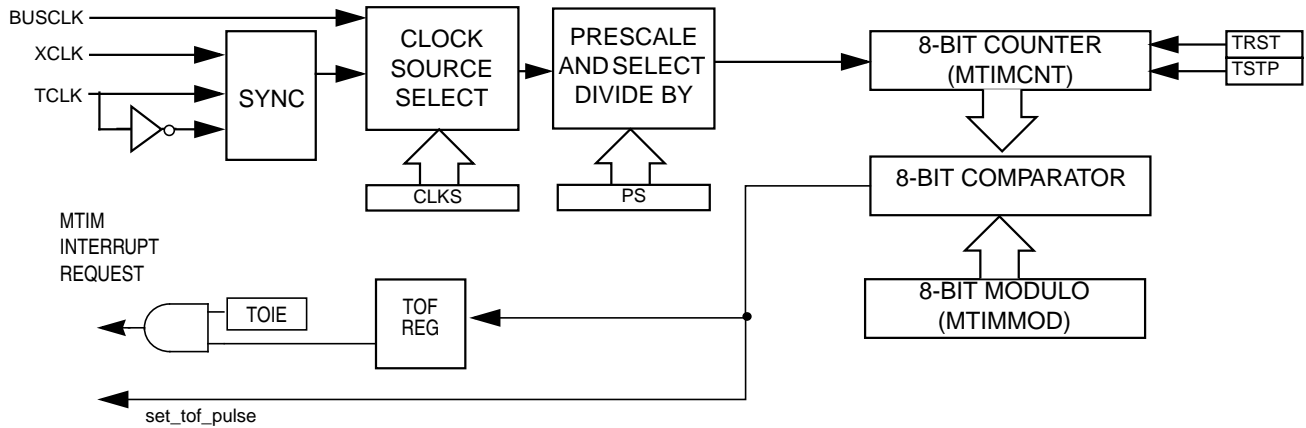 BUSCLK
XCLK
TCLK
SYNC
CLOCK
SOURCE
SELECT
PRESCALE
AND SELECT
DIVIDE BY
8-BIT COUNTER
(MTIMCNT)
TRST
TSTP
CLKS
PS
8-BIT COMPARATOR
8-BIT MODULO
(MTIMMOD)
MTIM
INTERRUPT
REQUEST
TOIE
TOF
REG
set_tof_pulse